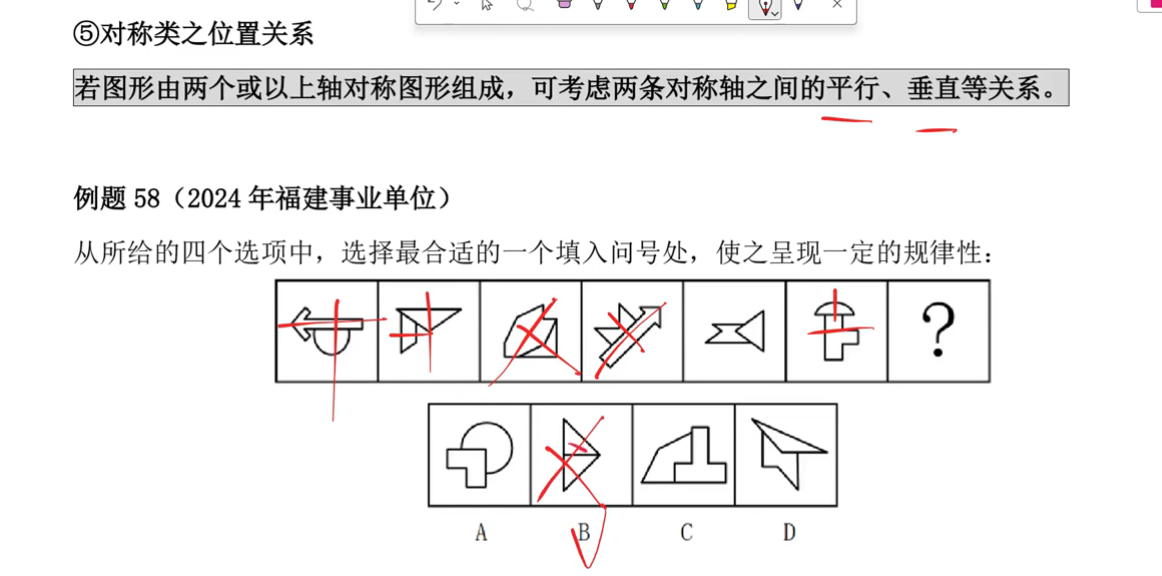 ⑤对称类之位置关系
若图形由两个或以上轴对称图形组成，可考虑两条对称轴之间的平行、垂直等关系。
例题 58（2024 年福建事业单位）
从所给的四个选项中，选择最合适的一个填入问号处，使之呈现一定的规律性：
?
A B C D